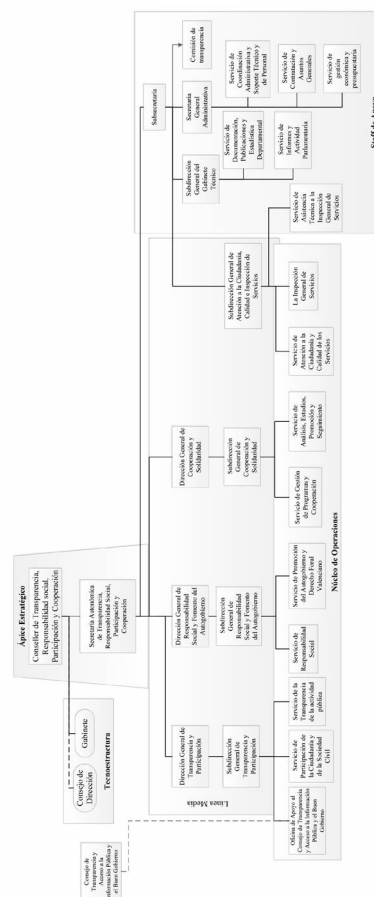 Ápice Estratégico
Conseller de Transparencia,
Responsabilidad social,
Participación y Cooperación
Consejo de
Transparencia y
Acceso a la
Información Pública y
el Buen Gobierno
Consejo de
Dirección
Gabinete
Tecnoestructura
Secretaría Autonómica
de Transparencia,
Responsabilidad Social,
Participación y
Cooperación
Subsecretaría
Comisión de
transparencia
Secretaría
General
Administrativa
Servicio de
Coordinación
Administrativa y
Soporte Técnico y
de Personal
Servicio de
Contratación y
Asuntos
Generales
Servicio de
gestión
económica y
presupuestaria
Subdirección
General del
Gabinete
Técnico
Servicio de
Documentación,
Publicaciones y
Estadística
Departamental
Servicio de
Informes y
Actividad
Parlamentaria
Staff de Apoyo
Línea Media
Dirección General de
Transparencia y
Participación
Dirección General de
Responsabilidad
Social y Fomento del
Autogobierno
Dirección General de
Cooperación y
Solidaridad
Subdirección
General de
Transparencia y
Participación
Subdirección
General de
Responsabilidad
Social y Fomento
del Autogobierno
Subdirección
General de
Cooperación y
Solidaridad
Subdirección General de
Atención a la Ciudadanía,
Calidad e Inspección de
Servicios
Oficina de Apoyo al
Consejo de Transparencia
y Acceso a la Información
Pública y el Buen
Gobierno
Servicio de
Participación de
la Ciudadanía y
de la Sociedad
Civil
Servicio de la
Transparencia
de la actividad
pública
Servicio de
Responsabilidad
Social
Servicio de Promoción
del Autogobierno y
Derecho Foral
Valenciano
Servicio de Gestión
de Programas y
Cooperación
Servicio de
Análisis, Estudios,
Promoción y
Seguimiento
Servicio de
Atención a la
Ciudadanía y
Calidad de los
Servicios
La Inspección
General de
Servicios
Servicio de
Asistencia
Técnica a la
Inspección
General de
Servicios
Núcleo de Operaciones